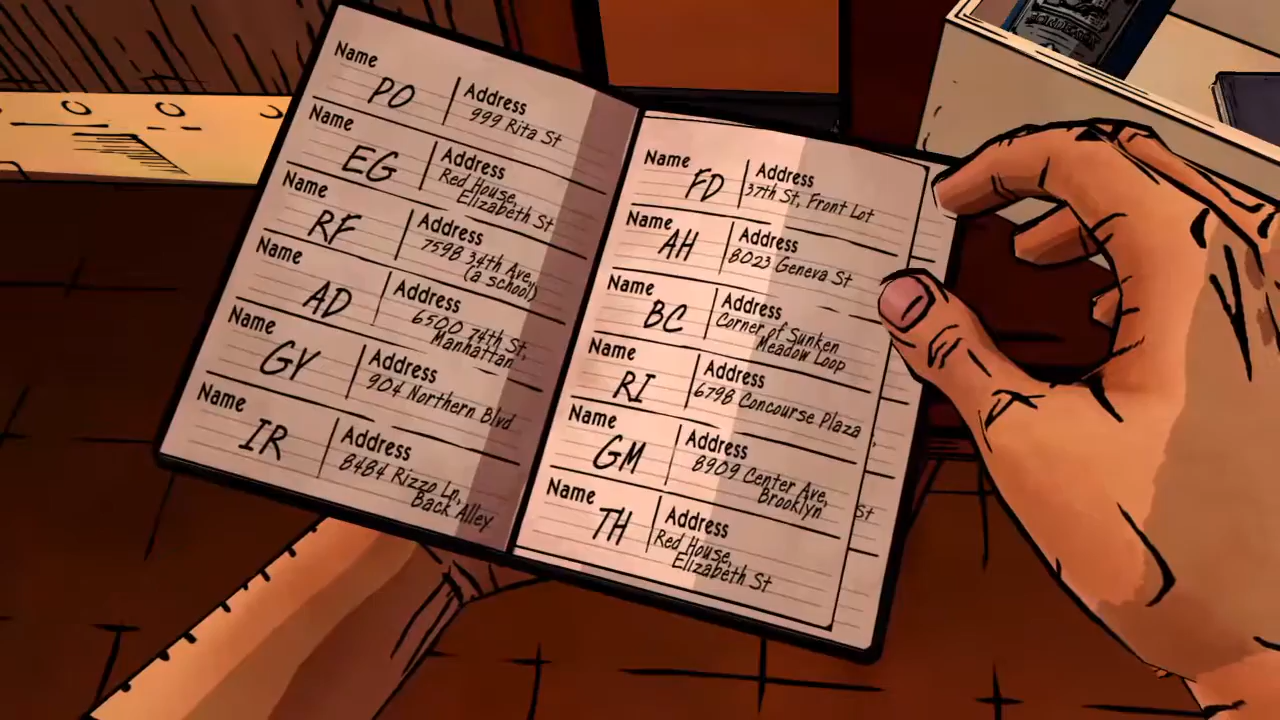 Name
PO
Address
999 Rita St
Name
EG
Address
Red House,
Elizabeth St
Name
RF
Address
7598 34th Ave,
(a School)
Name
AD
Address
6500 74th St,
Manhattan
Name
GY
Address
904 Northern Blvd
Name
IR
Address
8484 Rizzo Ln,
Back Alley
Name
FD
Address
37th St, Front Lot
Name
AH
Address
8023 Geneva St
Name
BC
Address
Corner of Sunken
Meadow Loop
Name
RI
Address
6798 Concourse Plaza
Name
GM
Address
8909 Center Ave,
Brooklyn
Name
TH
Address
Red House,
Elizabeth St
St